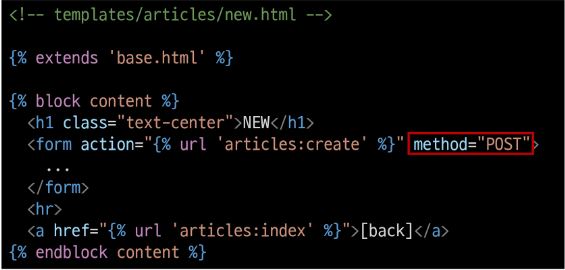 <!-- templates/articles/new.html -->
{% extends 'base.html' %}
{% block content %}
<h1 class="text-center">NEW</h1>
<form action="{% url 'articles:create' %}" method="POST">
...
</form>
<hr>
<a href="{% url 'articles:index' %}">[back]</a>
{% endblock content %}